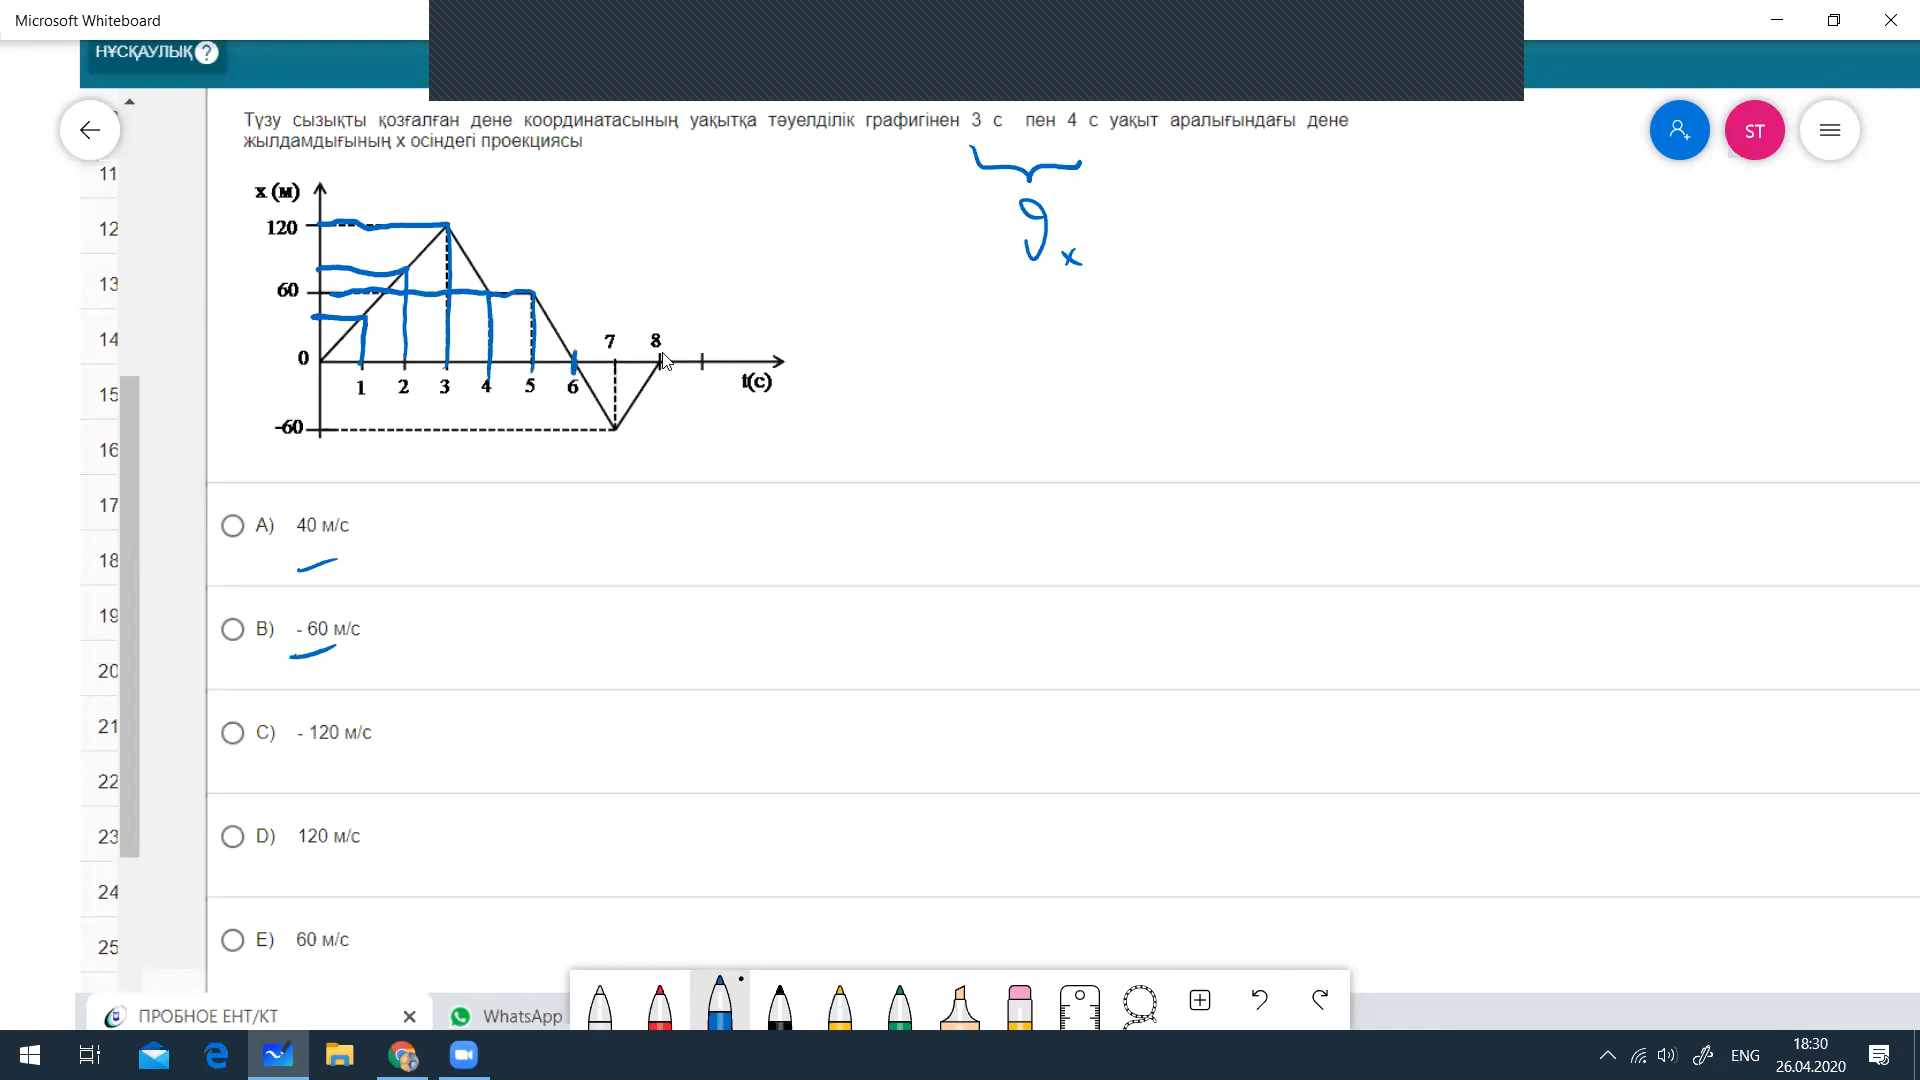 Microsoft Whiteboard
НҰСҚАУЛЫҚ ?
Түзу сызықты қозғалған дене координатасының уақытқа тәуелділік графигінен 3 с пен 4 с уақыт аралығындағы дене
жылдамдығының х осіндегі проекциясы
ST
11
12
13
14
15
16
17
18
19
20
21
22
23
24
25
х (м)
120
60
0
-60
1 2 3 4 5 6
7 8
t(с)
ϑx
A) 40 м/с
B) - 60 м/с
C) - 120 м/с
D) 120 м/с
E) 60 м/с
ПРОБНОЕ ЕНТ/КТ
WhatsApp
ENG
18:30
26.04.2020